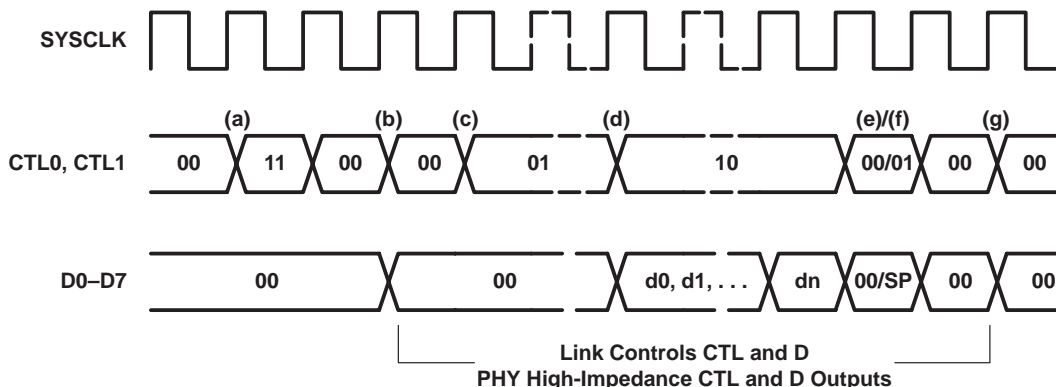 SYSCLK
(a) (b) (c) (d) (e)/(f) (g)
CTL0, CTL1 00 11 00 00 01 10 00/01 00 00
D0–D7 00 00 d0, d1, . . . dn 00/SP 00 00
Link Controls CTL and D
PHY High-Impedance CTL and D Outputs